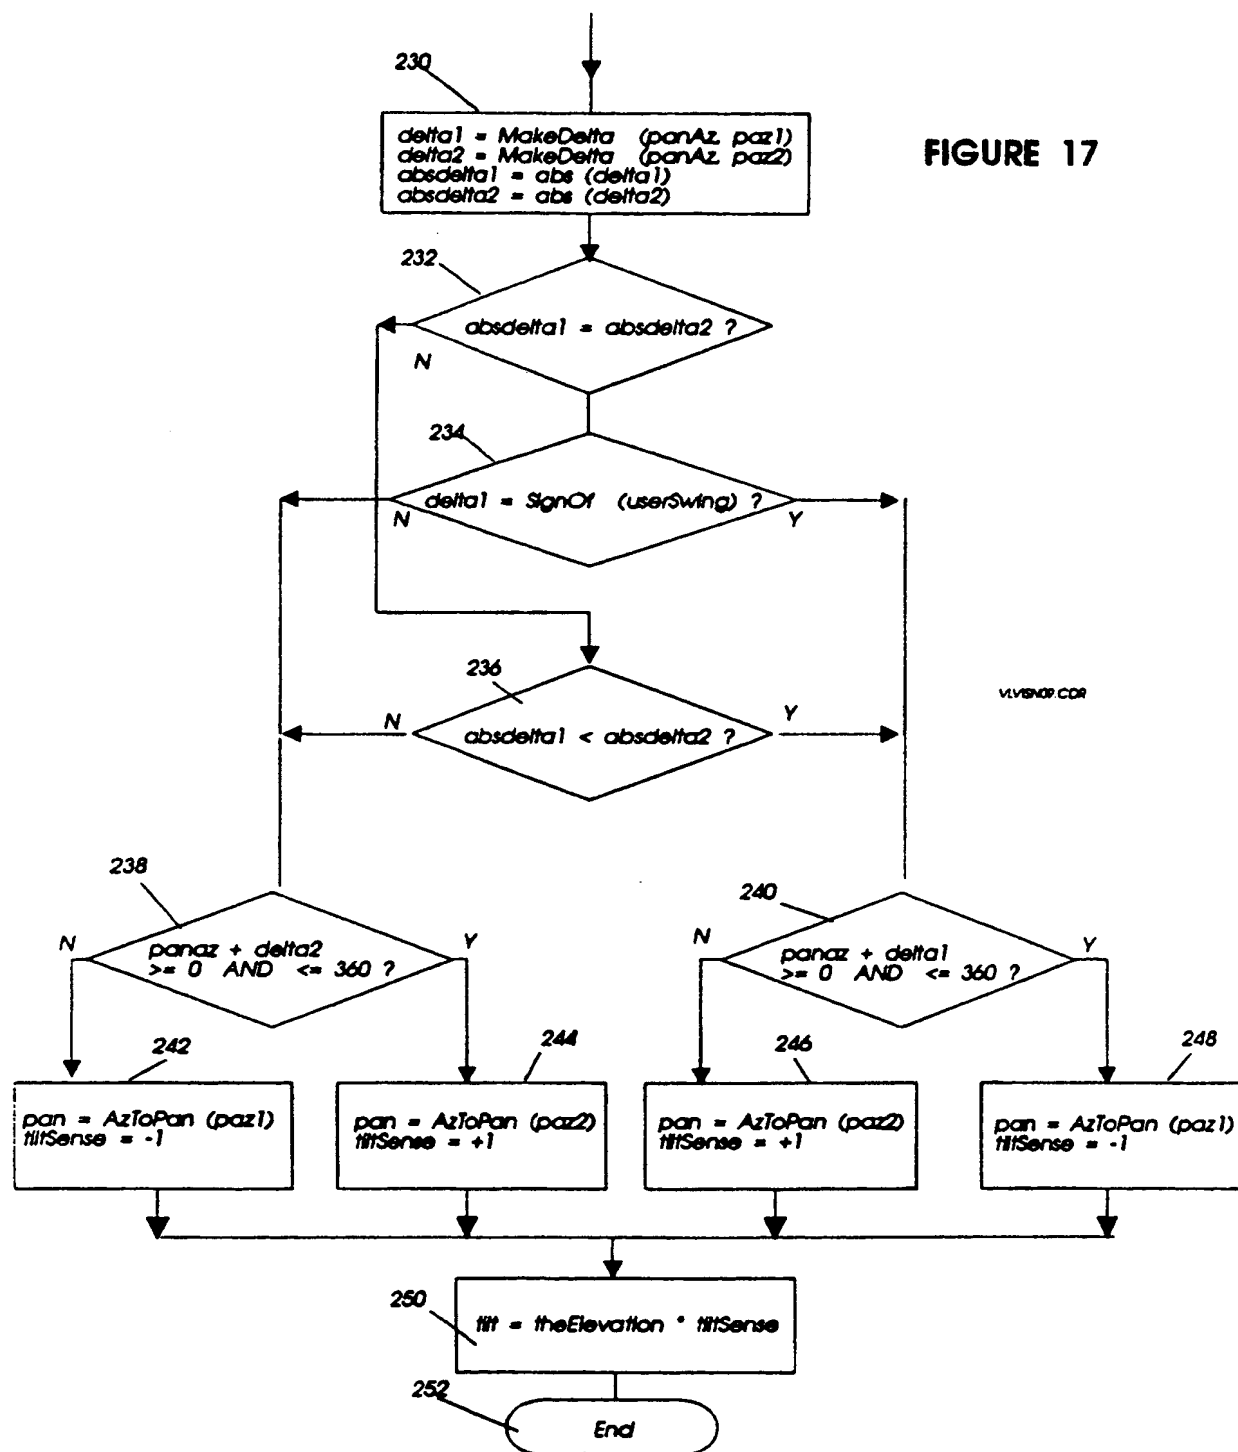 230
delta1 = MakeDelta (panAz, paz1)
delta2 = MakeDelta (panAz, paz2)
absdelta1 = abs (delta1)
absdelta2 = abs (delta2)
FIGURE 17
232
absdelta1 = absdelta2 ?
N
234
delta1 = SignOf (userSwing) ?
N
Y
236
absdelta1 < absdelta2 ?
N
Y
238
panaz + delta2
>= 0 AND <= 360 ?
N
Y
240
panaz + delta1
>= 0 AND <= 360 ?
N
Y
242
pan = AzToPan (paz1)
tiltSense = -1
244
pan = AzToPan (paz2)
tiltSense = +1
246
pan = AzToPan (paz2)
tiltSense = +1
248
pan = AzToPan (paz1)
tiltSense = -1
250
tilt = theElevation * tiltSense
252
End